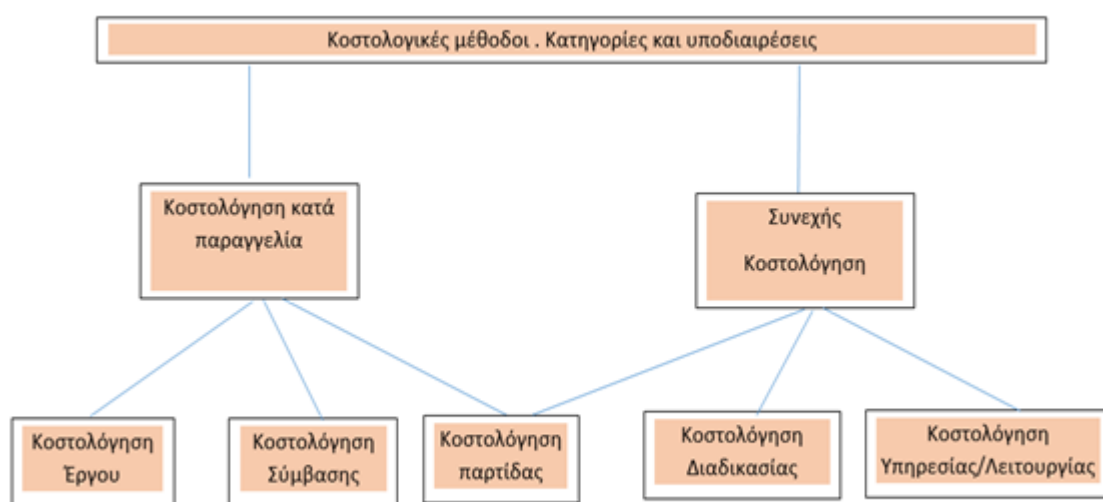 Κοστολογικές μέθοδοι . Κατηγορίες και υποδιαιρέσεις
Κοστολόγηση κατά
παραγγελία
Συνεχής
Κοστολόγηση
Κοστολόγηση
Έργου
Κοστολόγηση
Σύμβασης
Κοστολόγηση
παρτίδας
Κοστολόγηση
Διαδικασίας
Κοστολόγηση
Υπηρεσίας/Λειτουργίας